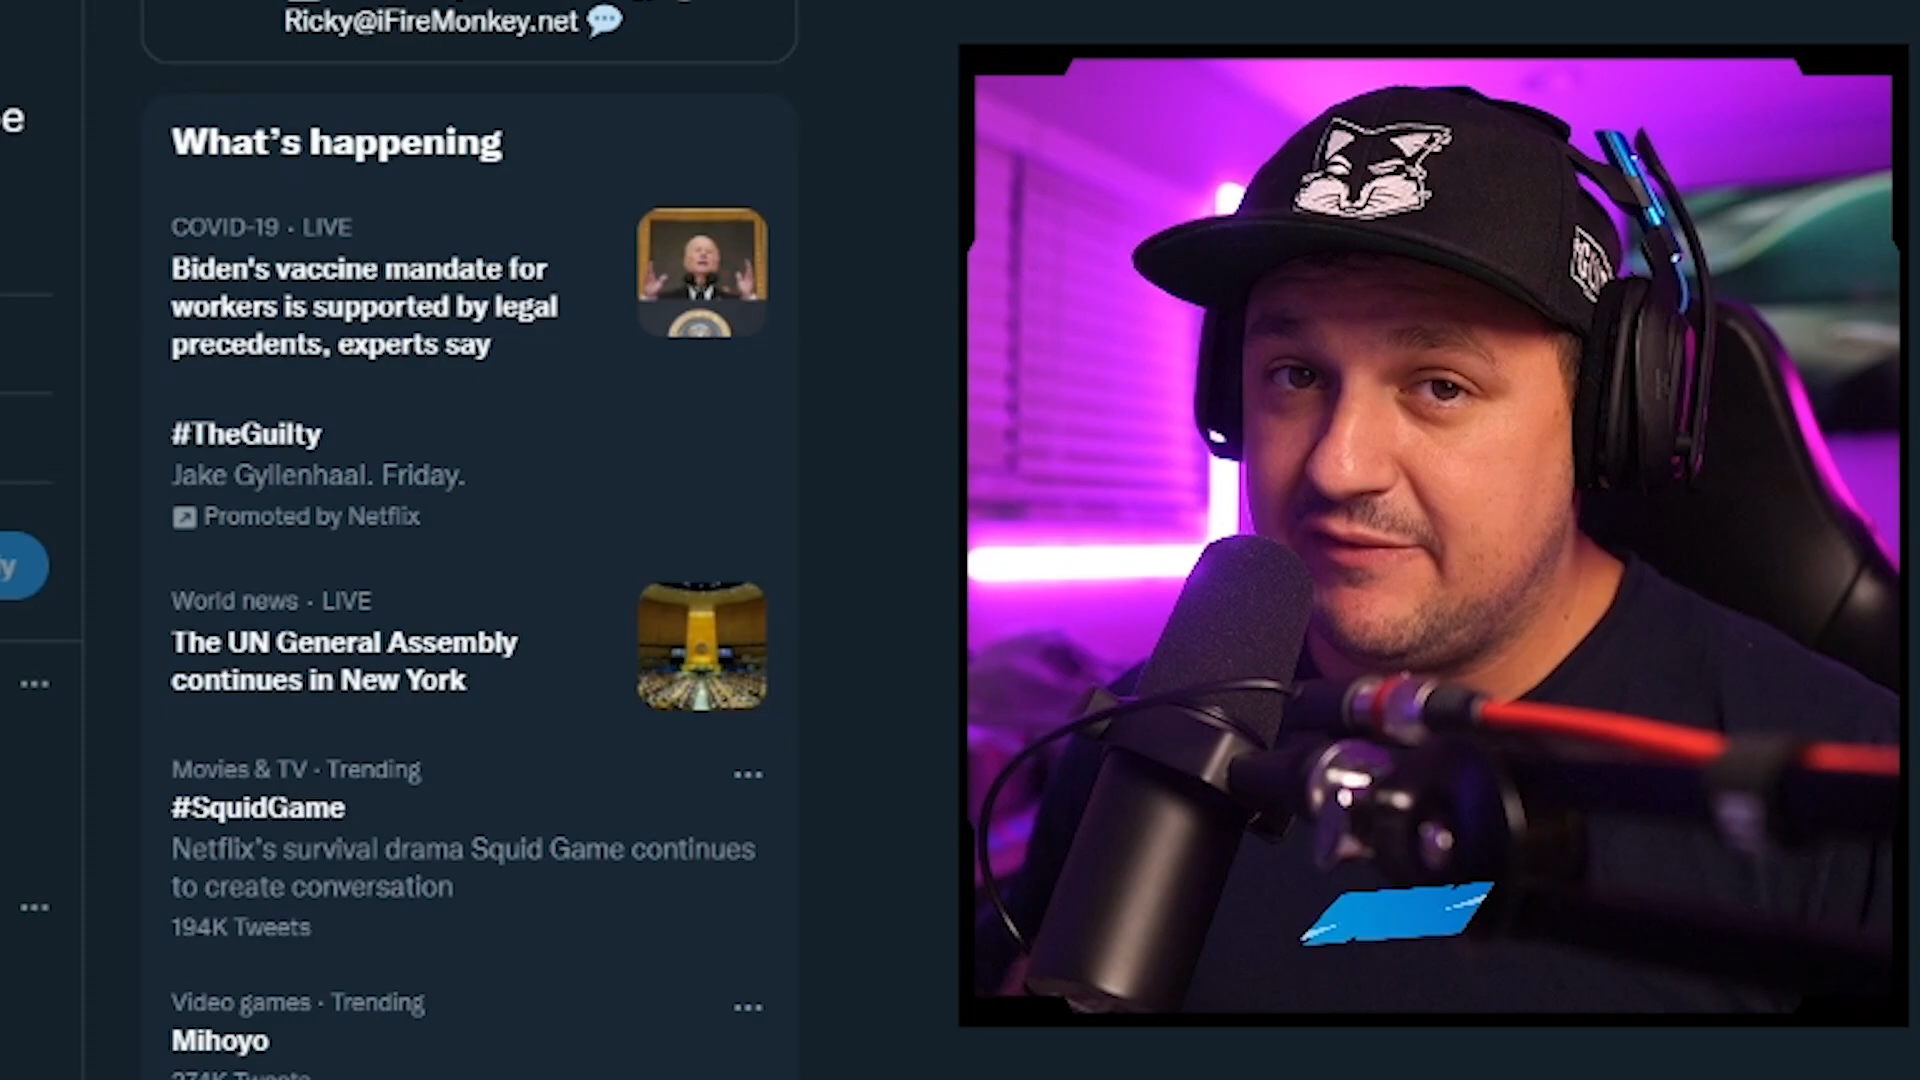 Ricky@iFireMonkey.net
e
What's happening
COVID-19 · LIVE
Biden's vaccine mandate for
workers is supported by legal
precedents, experts say
#TheGuilty
Jake Gyllenhaal. Friday.
Promoted by Netflix
World news · LIVE
The UN General Assembly
continues in New York
ly
Movies & TV · Trending
#SquidGame
Netflix's survival drama Squid Game continues
to create conversation
194K Tweets
Video games · Trending
Mihoyo
274K Tweets